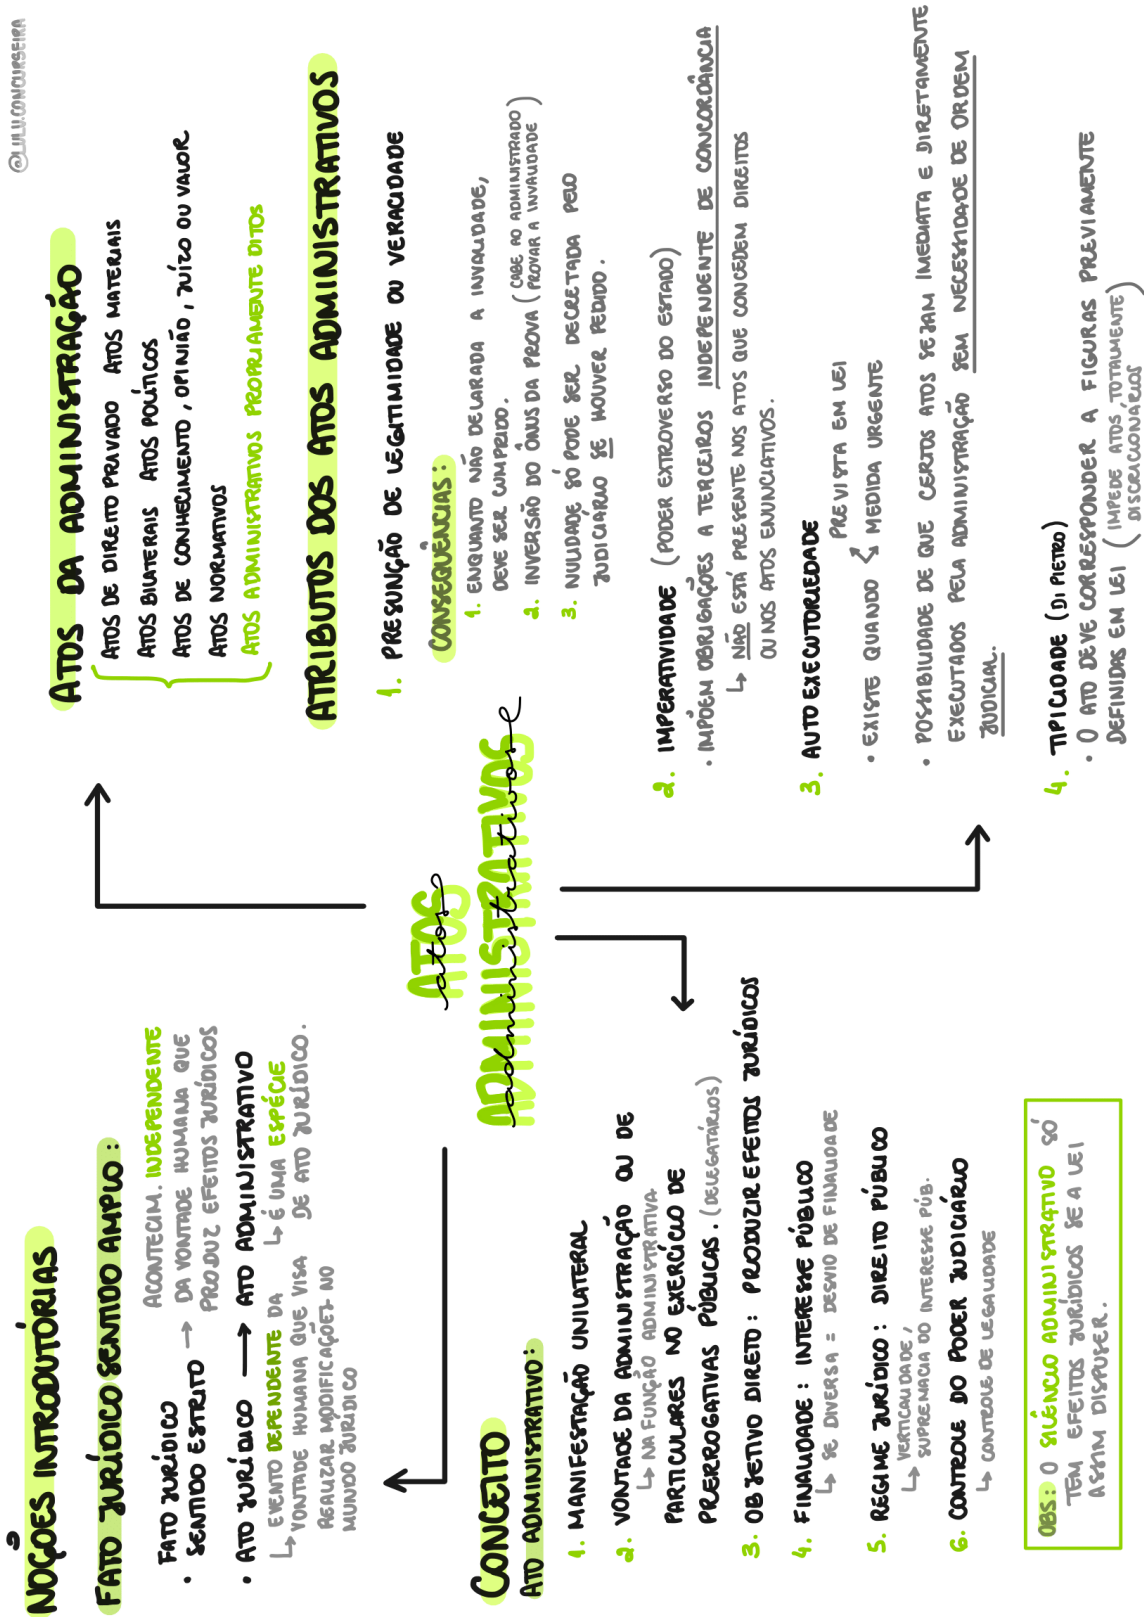 @LULU.CONCURSEIRA
NOÇÕES INTRODUTÓRIAS
FATO JURÍDICO SENTIDO AMPLO:
• FATO JURÍDICO
SENTIDO ESTRITO →
ACONTECIM. INDEPENDENTE
DA VONTADE HUMANA QUE
PRODUZ EFEITOS JURÍDICOS
• ATO JURÍDICO → ATO ADMINISTRATIVO
↳ EVENTO DEPENDENTE DA
VONTADE HUMANA QUE VISA
REALIZAR MODIFICAÇÕES NO
MUNDO JURÍDICO
↳ É UMA ESPÉCIE
DE ATO JURÍDICO.
ATOS DA ADMINISTRAÇÃO
ATOS DE DIREITO PRIVADO ATOS MATERIAIS
ATOS BILATERAIS ATOS POLÍTICOS
ATOS DE CONHECIMENTO, OPINIÃO, JUÍZO OU VALOR
ATOS NORMATIVOS
ATOS ADMINISTRATIVOS PROPRIAMENTE DITOS
ATOS
atos
ADMINISTRATIVOS
administrativos
CONCEITO
ATO ADMINISTRATIVO:
1. MANIFESTAÇÃO UNILATERAL
2. VONTADE DA ADMINISTRAÇÃO OU DE
↳ NA FUNÇÃO ADMINISTRATIVA
PARTICULARES NO EXERCÍCIO DE
PRERROGATIVAS PÚBLICAS. (DELEGATÁRIOS)
3. OBJETIVO DIRETO: PRODUZIR EFEITOS JURÍDICOS
4. FINALIDADE: INTERESSE PÚBLICO
↳ SE DIVERSA = DESVIO DE FINALIDADE
5. REGIME JURÍDICO: DIREITO PÚBLICO
↳ VERTICALIDADE,
SUPREMACIA DO INTERESSE PÚB.
6. CONTROLE DO PODER JUDICIÁRIO
↳ CONTROLE DE LEGALIDADE
OBS: O SILÊNCIO ADMINISTRATIVO SÓ
TEM EFEITOS JURÍDICOS SE A LEI
ASSIM DISPUSER.
ATRIBUTOS DOS ATOS ADMINISTRATIVOS
1. PRESUNÇÃO DE LEGITIMIDADE OU VERACIDADE
CONSEQUÊNCIAS:
1. ENQUANTO NÃO DELARADA A INVALIDADE,
DEVE SER CUMPRIDO.
2. INVERSÃO DO ÔNUS DA PROVA (CABE AO ADMINISTRADO
PROVAR A INVALIDADE)
3. NULIDADE SÓ PODE SER DECRETADA PELO
JUDICIÁRIO SE HOUVER PEDIDO.
2. IMPERATIVIDADE (PODER EXTROVERSO DO ESTADO)
• IMPÕEM OBRIGAÇÕES A TERCEIROS INDEPENDENTE DE CONCORDÂNCIA
↳ NÃO ESTÁ PRESENTE NOS ATOS QUE CONCEDEM DIREITOS
OU NOS ATOS ENUNCIATIVOS.
3. AUTO EXECUTORIEDADE
• EXISTE QUANDO
PREVISTA EM LEI
MEDIDA URGENTE
• POSSIBILIDADE DE QUE CERTOS ATOS SEJAM IMEDIATA E DIRETAMENTE
EXECUTADOS PELA ADMINISTRAÇÃO SEM NECESSIDADE DE ORDEM
JUDICIAL.
4. TIPICIDADE (DI PIETRO)
• O ATO DEVE CORRESPONDER A FIGURAS PREVIAMENTE
DEFINIDAS EM LEI (IMPEDE ATOS TOTALMENTE
DISCRICIONÁRIOS)